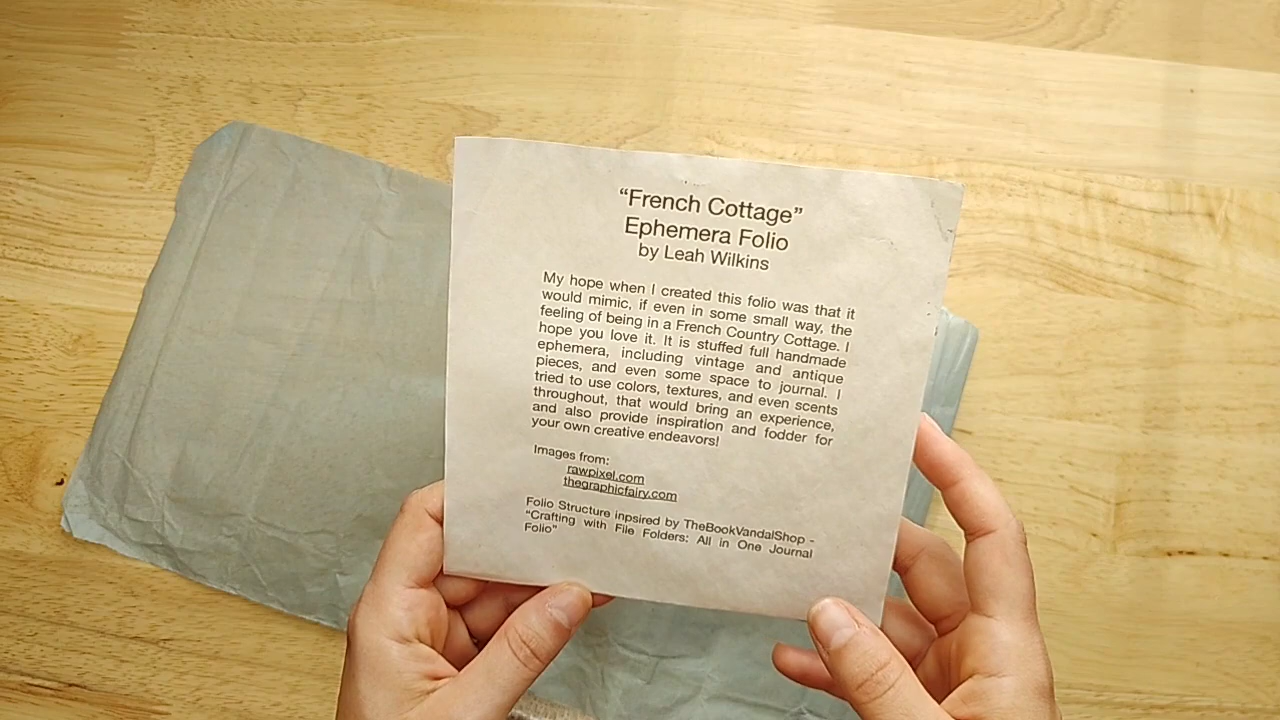 “French Cottage”
Ephemera Folio
by Leah Wilkins
My hope when I created this folio was that it
would mimic, if even in some small way, the
feeling of being in a French Country Cottage. I
hope you love it. It is stuffed full handmade
ephemera, including vintage and antique
pieces, and even some space to journal. I
tried to use colors, textures, and even scents
throughout, that would bring an experience,
and also provide inspiration and fodder for
your own creative endeavors!
Images from:
rawpixel.com
thegraphicfairy.com
Folio Structure inpsired by TheBookVandalShop -
“Crafting with File Folders: All in One Journal
Folio”